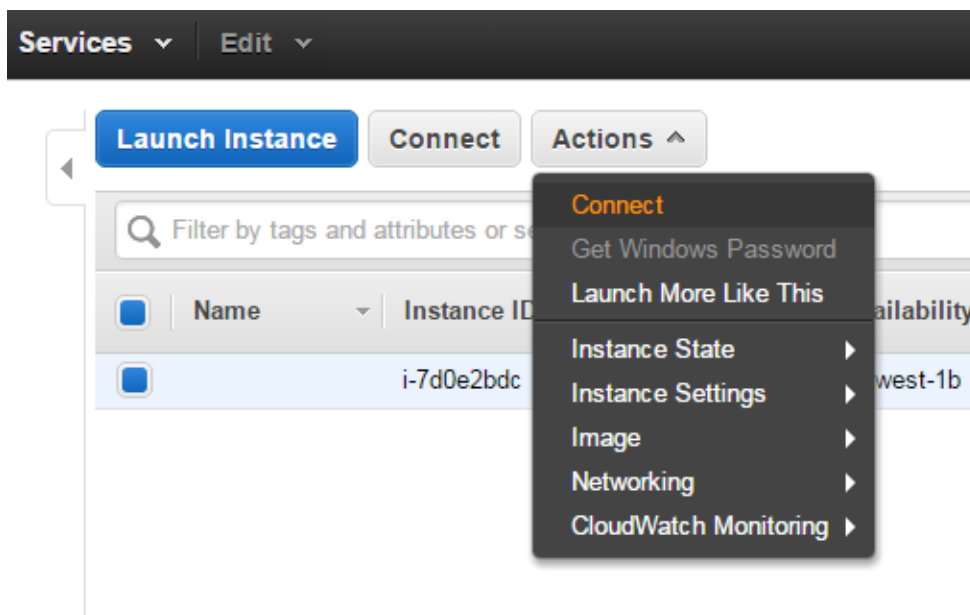 Services Edit
Launch Instance Connect Actions
Connect
Filter by tags and attributes or se
Get Windows Password
Launch More Like This
Name Instance ID ailability
Instance State
i-7d0e2bdc west-1b
Instance Settings
Image
Networking
CloudWatch Monitoring